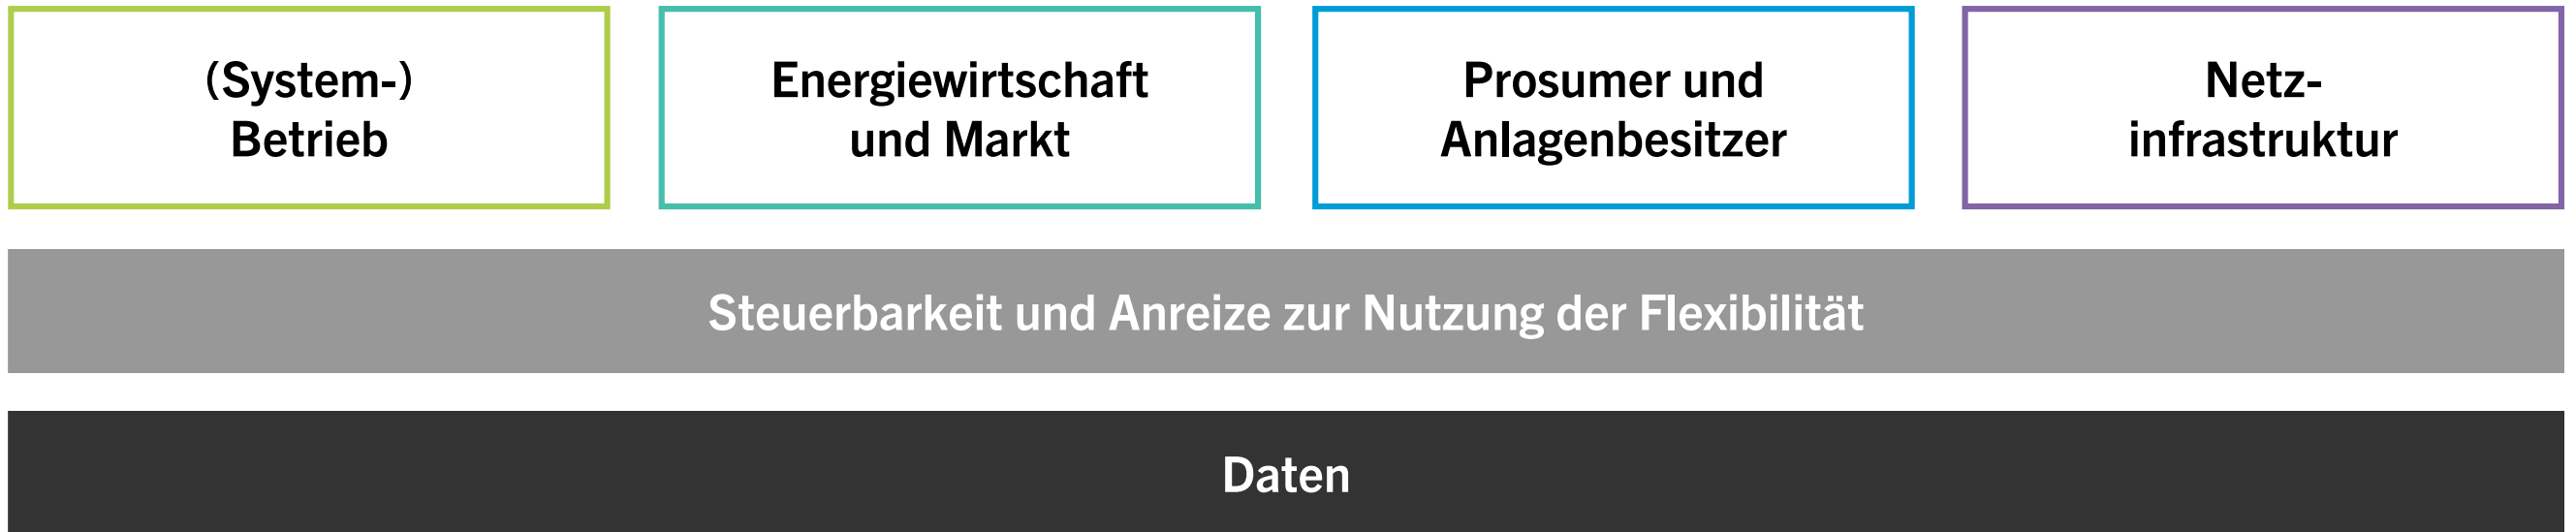 (System-)
Betrieb
Energiewirtschaft
und Markt
Prosumer und
Anlagenbesitzer
Netz-
infrastruktur
Steuerbarkeit und Anreize zur Nutzung der Flexibilität
Daten